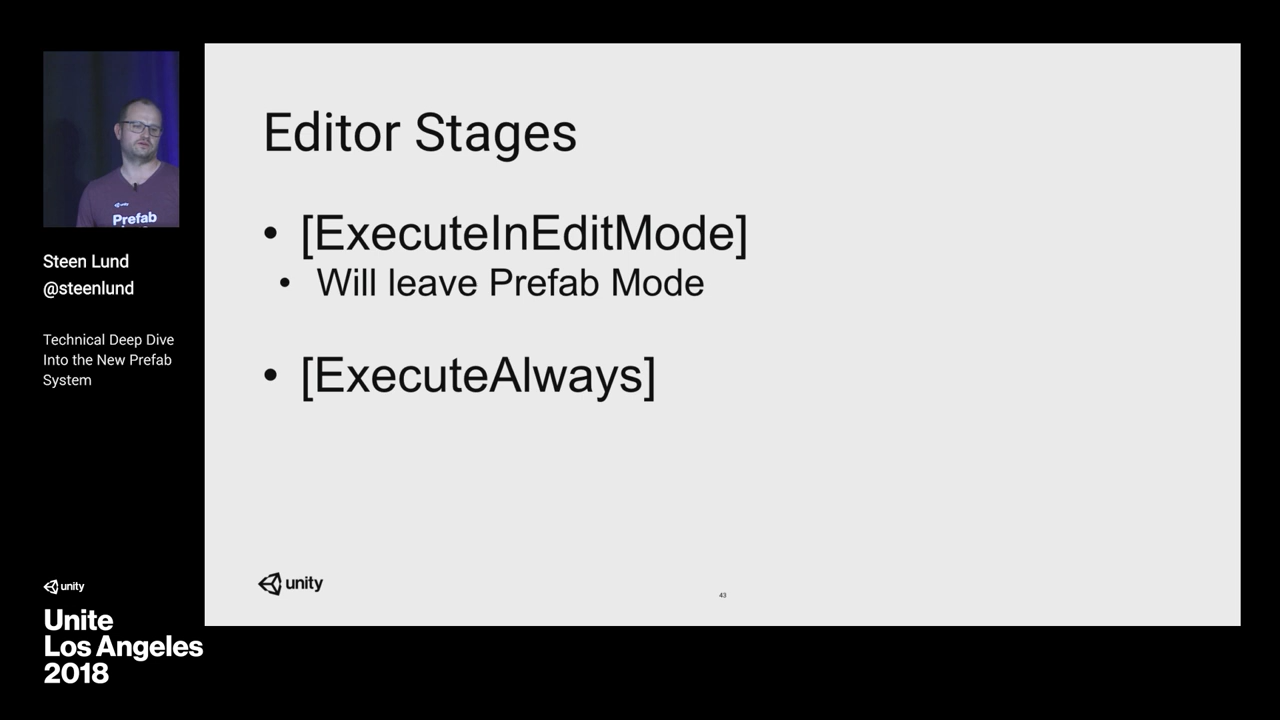 unity
Prefab
Steen Lund
@steenlund
Technical Deep Dive
Into the New Prefab
System
unity
Unite
Los Angeles
2018
Editor Stages
• [ExecuteInEditMode]
• Will leave Prefab Mode
• [ExecuteAlways]
unity
43